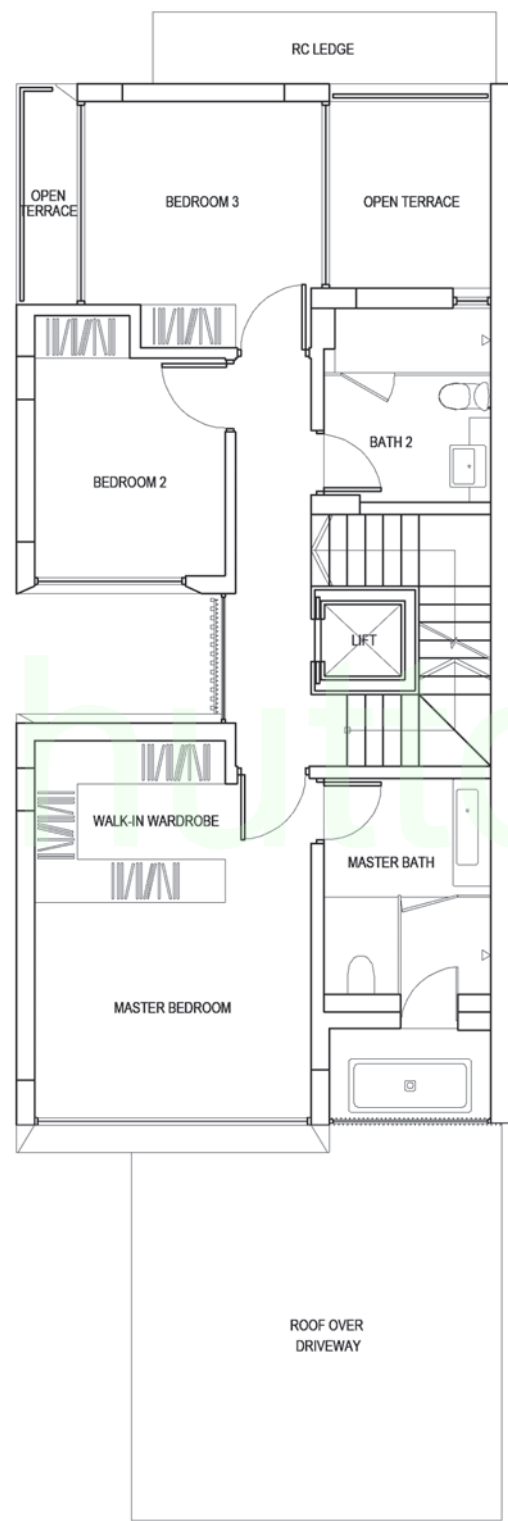 RC LEDGE
OPEN
TERRACE
BEDROOM 3
OPEN TERRACE
BATH 2
BEDROOM 2
LIFT
WALK-IN WARDROBE
MASTER BATH
MASTER BEDROOM
ROOF OVER
DRIVEWAY